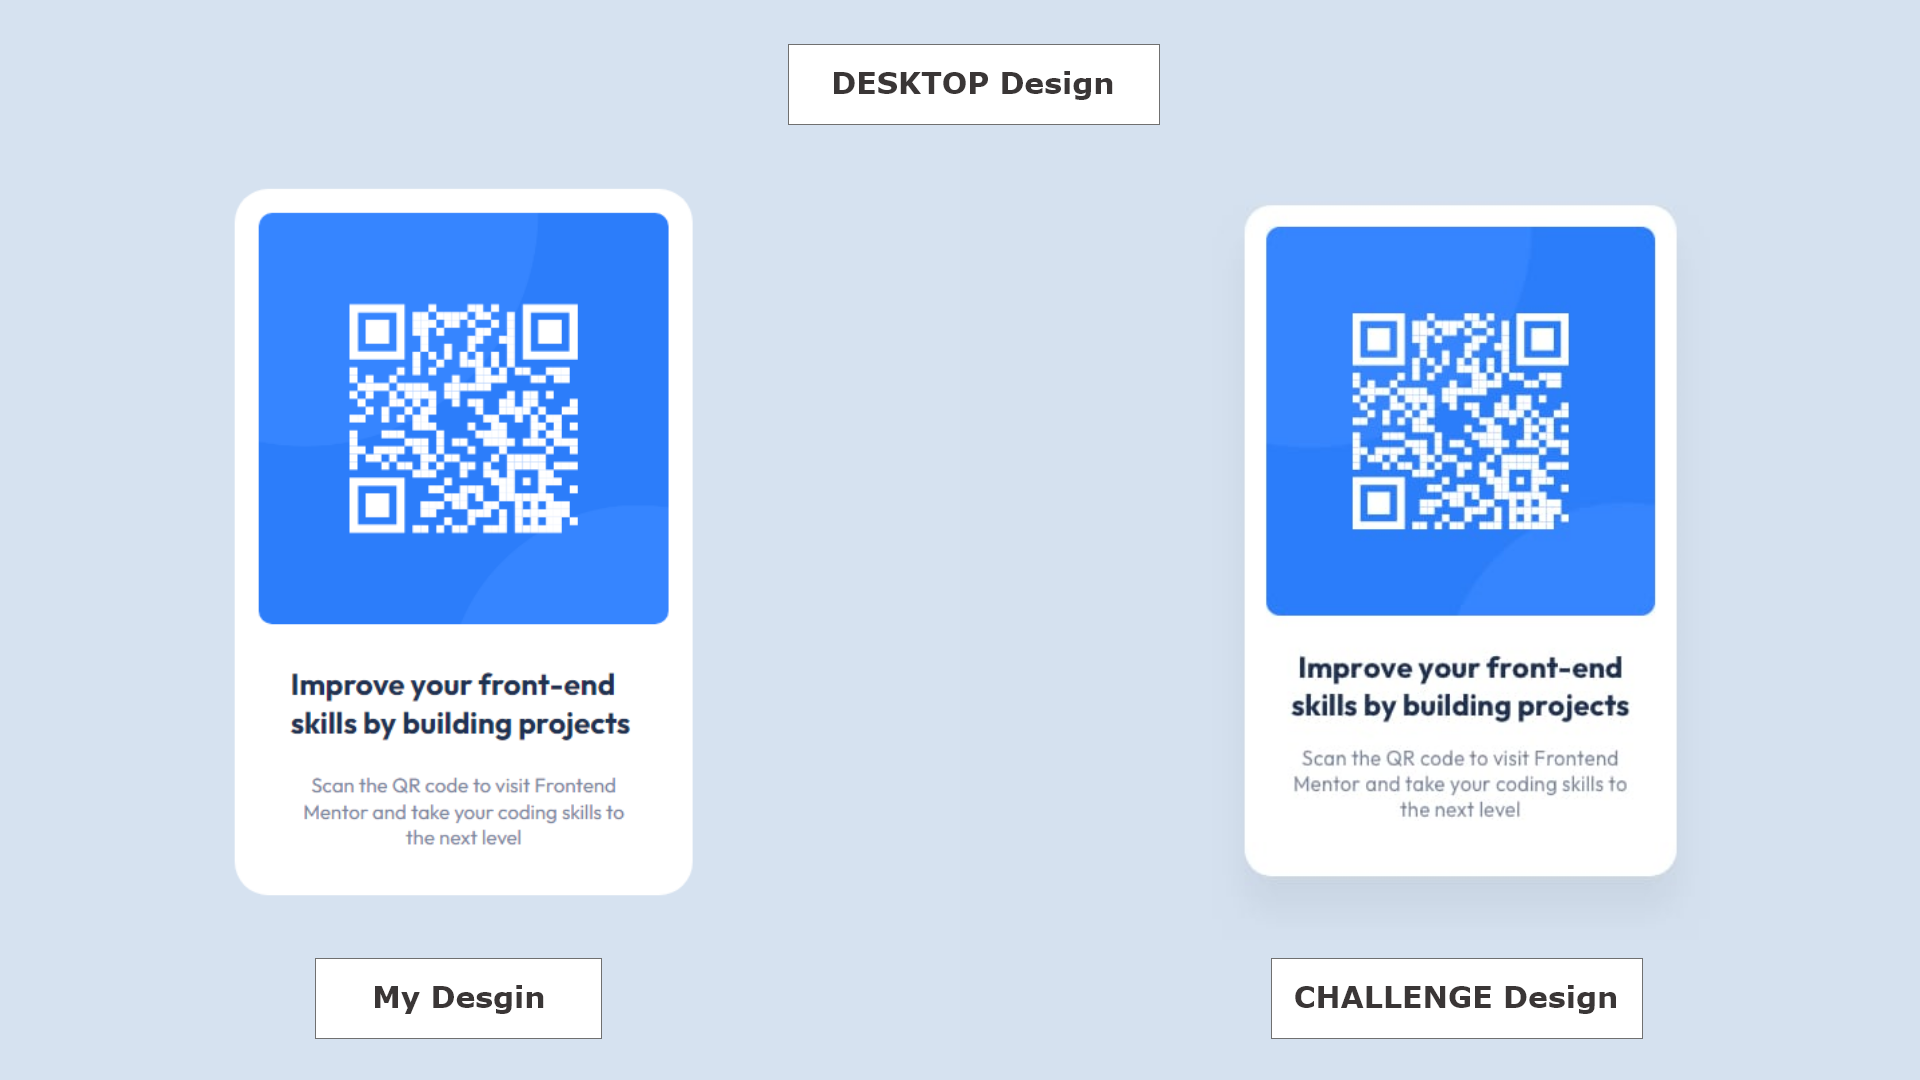 DESKTOP Design
Improve your front-end
skills by building projects
Scan the QR code to visit Frontend
Mentor and take your coding skills to
the next level
My Desgin
Improve your front-end
skills by building projects
Scan the QR code to visit Frontend
Mentor and take your coding skills to
the next level
CHALLENGE Design